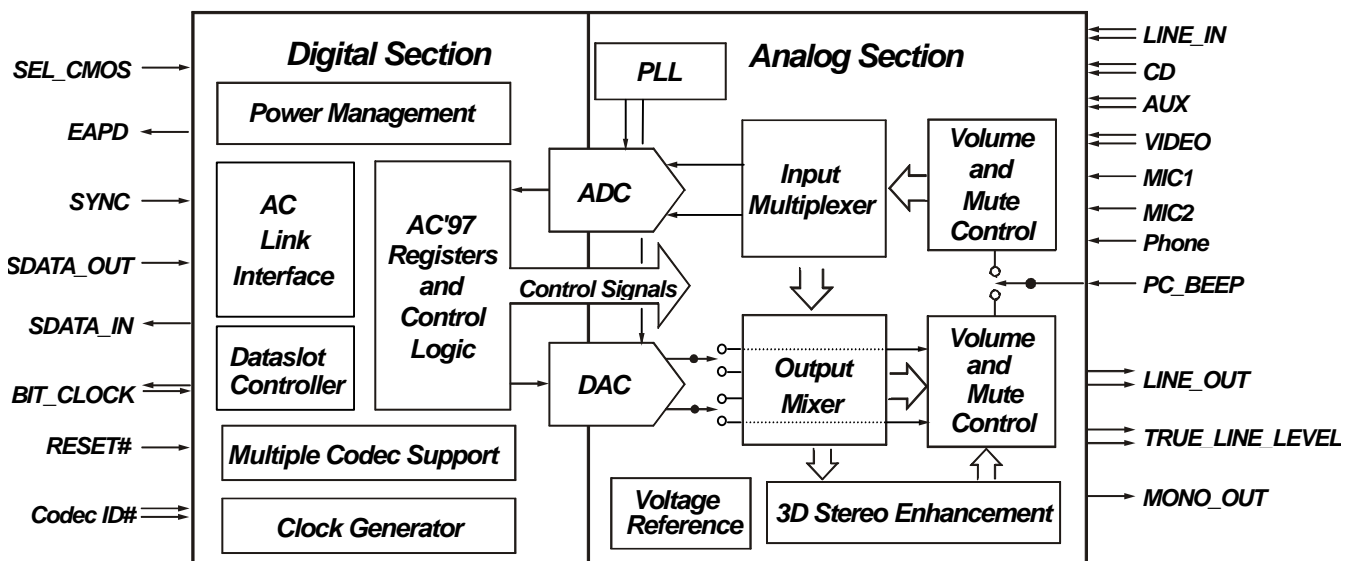 Digital Section
Analog Section
SEL_CMOS
EAPD
SYNC
SDATA_OUT
SDATA_IN
BIT_CLOCK
RESET#
Codec ID#
Power Management
AC
Link
Interface
Dataslot
Controller
AC'97
Registers
and
Control
Logic
Multiple Codec Support
Clock Generator
PLL
ADC
Control Signals
DAC
Input
Multiplexer
Volume
and
Mute
Control
Output
Mixer
Volume
and
Mute
Control
Voltage
Reference
3D Stereo Enhancement
LINE_IN
CD
AUX
VIDEO
MIC1
MIC2
Phone
PC_BEEP
LINE_OUT
TRUE_LINE_LEVEL
MONO_OUT